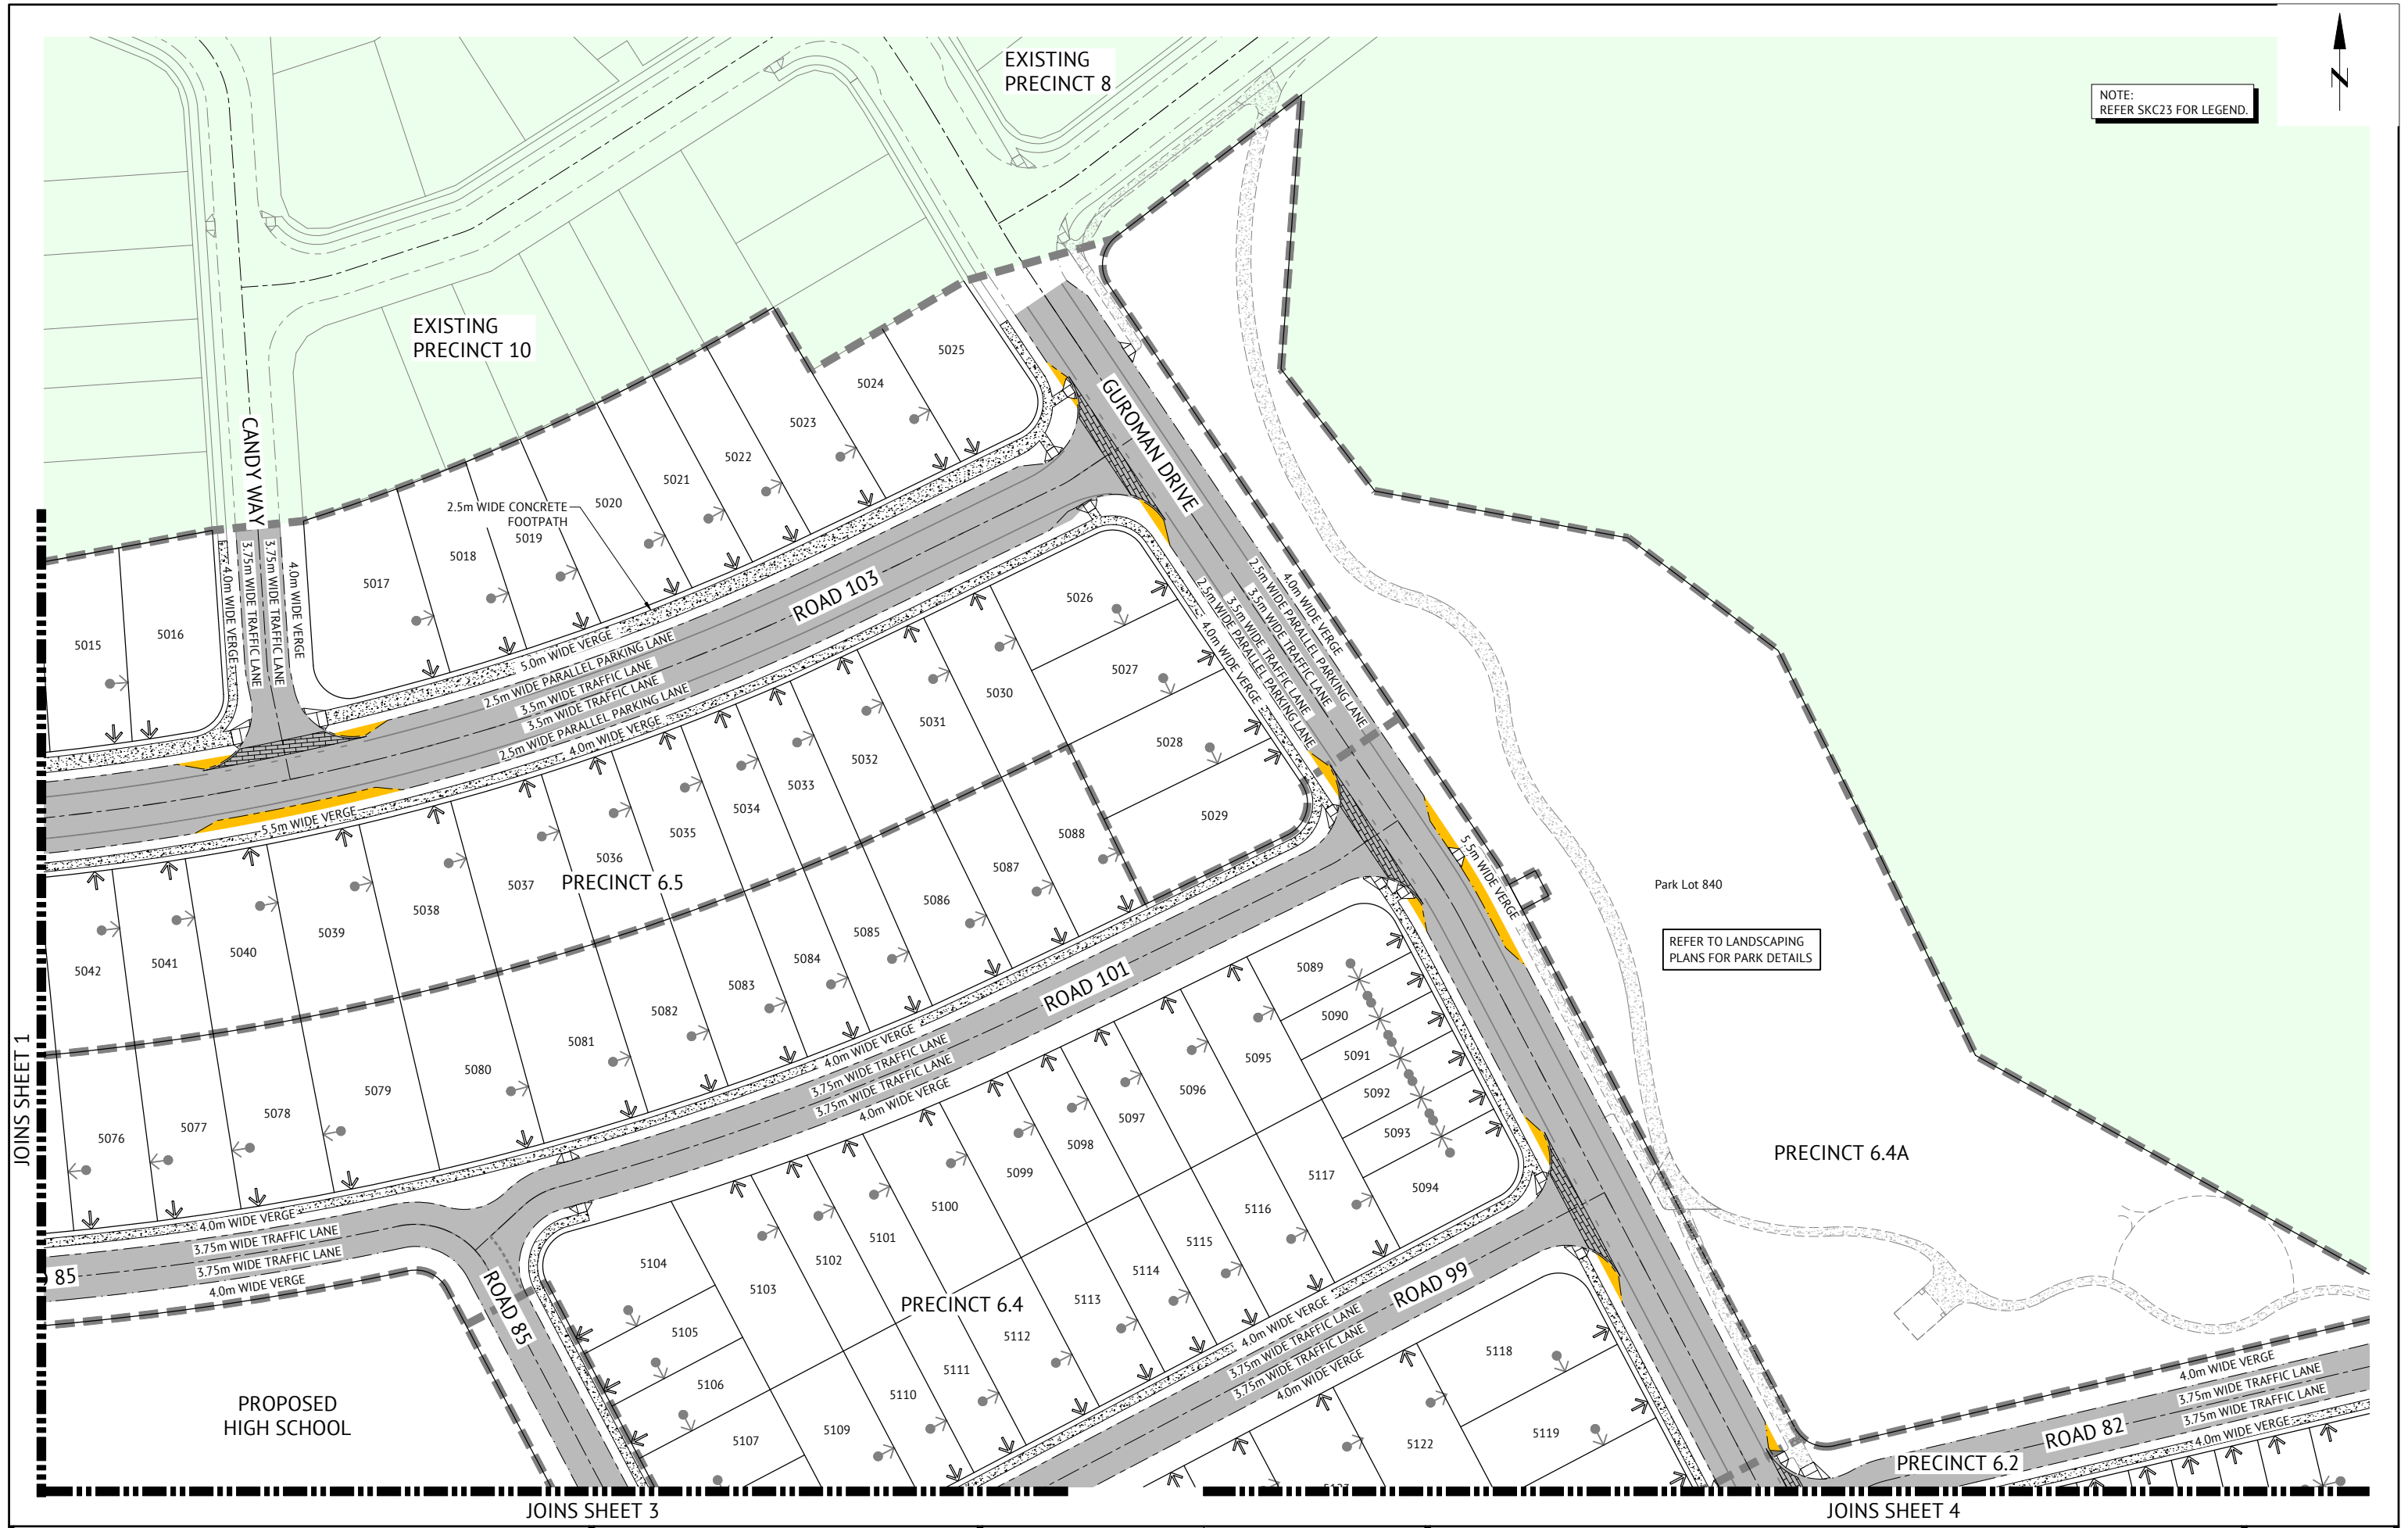 EXISTING
PRECINCT 8
NOTE:
REFER SKC23 FOR LEGEND.
N
EXISTING
PRECINCT 10
CANDY WAY
GUROMAN DRIVE
5025
5024
5023
5022
5021
5020
2.5m WIDE CONCRETE
FOOTPATH
5019
5018
5017
5016
5015
4.0m WIDE VERGE
3.75m WIDE TRAFFIC LANE
3.75m WIDE TRAFFIC LANE
4.0m WIDE VERGE
ROAD 103
5.0m WIDE VERGE
2.5m WIDE PARALLEL PARKING LANE
3.5m WIDE TRAFFIC LANE
3.5m WIDE TRAFFIC LANE
2.5m WIDE PARALLEL PARKING LANE
4.0m WIDE VERGE
5.5m WIDE VERGE
4.0m WIDE VERGE
2.5m WIDE PARALLEL PARKING LANE
3.5m WIDE TRAFFIC LANE
3.5m WIDE TRAFFIC LANE
2.5m WIDE PARALLEL PARKING LANE
4.0m WIDE VERGE
5.5m WIDE VERGE
5026
5027
5028
5029
5030
5031
5032
5033
5034
5035
5036
PRECINCT 6.5
5037
5038
5039
5040
5041
5042
5088
5087
5086
5085
5084
5083
5082
5081
5080
5079
5078
5077
5076
Park Lot 840
REFER TO LANDSCAPING
PLANS FOR PARK DETAILS
ROAD 101
4.0m WIDE VERGE
3.75m WIDE TRAFFIC LANE
3.75m WIDE TRAFFIC LANE
4.0m WIDE VERGE
5089
5090
5091
5092
5093
5094
5095
5096
5097
5098
5099
5100
5101
5102
5103
5104
5105
5106
5107
5109
5110
5111
5112
5113
5114
5115
5116
5117
PRECINCT 6.4
PRECINCT 6.4A
4.0m WIDE VERGE
3.75m WIDE TRAFFIC LANE
3.75m WIDE TRAFFIC LANE
4.0m WIDE VERGE
85
ROAD 85
PROPOSED
HIGH SCHOOL
ROAD 99
4.0m WIDE VERGE
3.75m WIDE TRAFFIC LANE
3.75m WIDE TRAFFIC LANE
4.0m WIDE VERGE
5118
5119
5122
4.0m WIDE VERGE
3.75m WIDE TRAFFIC LANE
3.75m WIDE TRAFFIC LANE
4.0m WIDE VERGE
ROAD 82
PRECINCT 6.2
JOINS SHEET 1
JOINS SHEET 3
JOINS SHEET 4